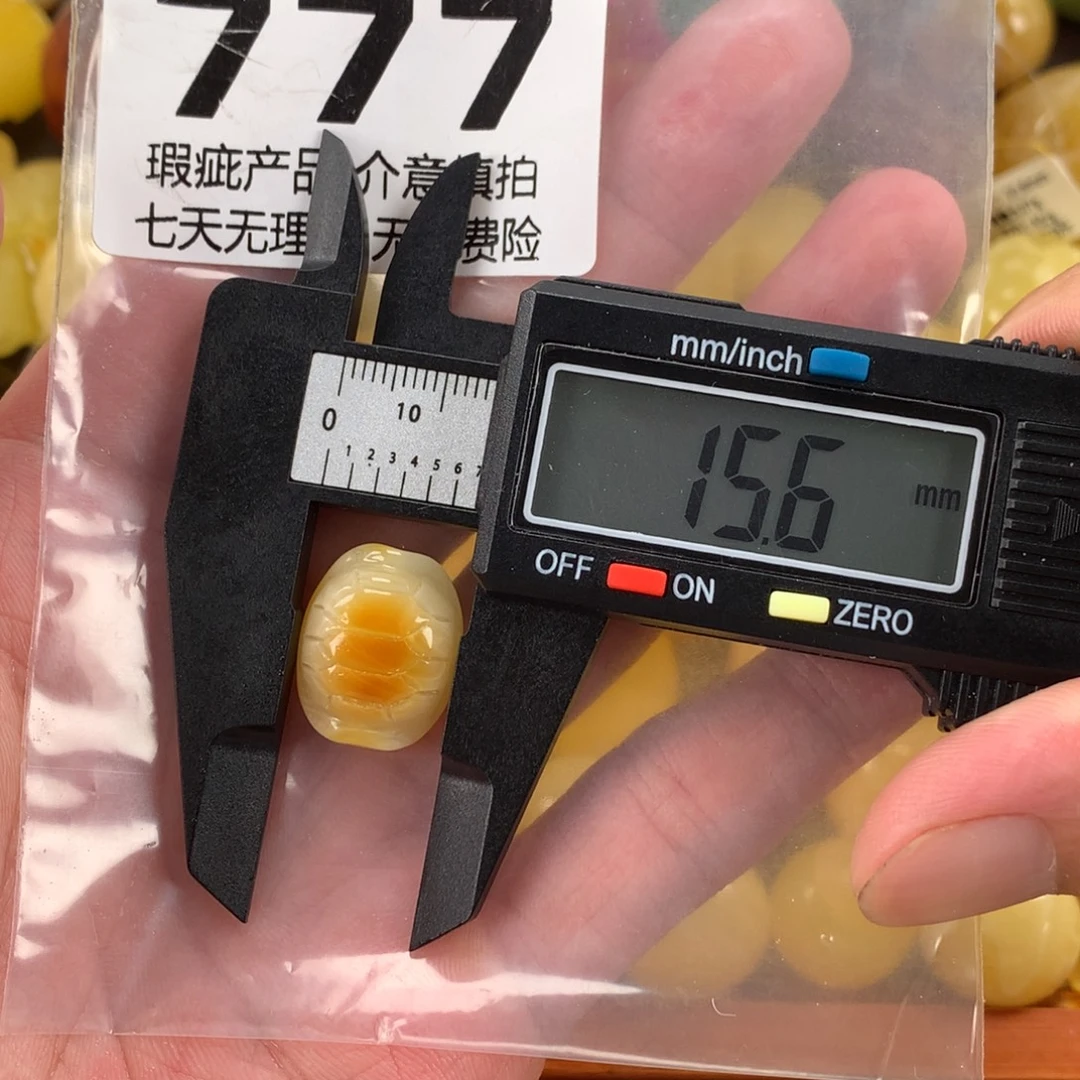 777
瑕疵产品 介意慎拍
七天无理 无 费险
mm/inch
0 10
1 2 3 4 5 6 7
15.6 mm
OFF ON ZERO